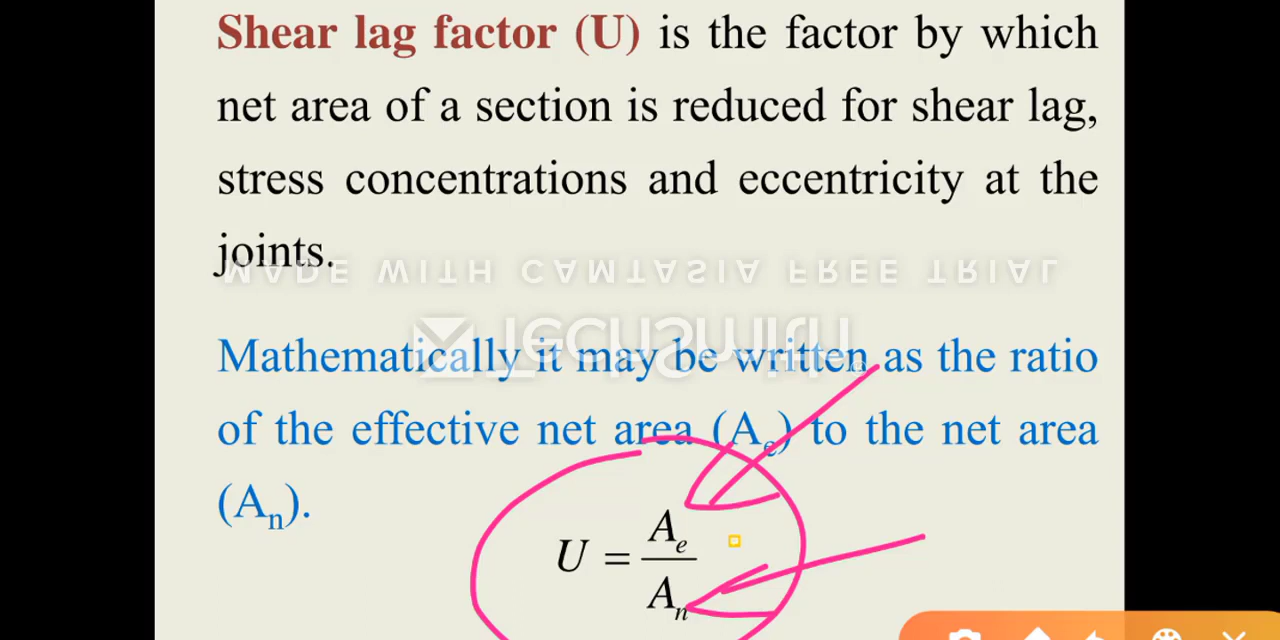 Shear lag factor (U) is the factor by which
net area of a section is reduced for shear lag,
stress concentrations and eccentricity at the
joints.
MADE WITH CAMTASIA FREE TRIAL
TechSmith
Mathematically it may be written as the ratio
of the effective net area (Aₑ) to the net area
(Aₙ).
U = Aₑ / Aₙ